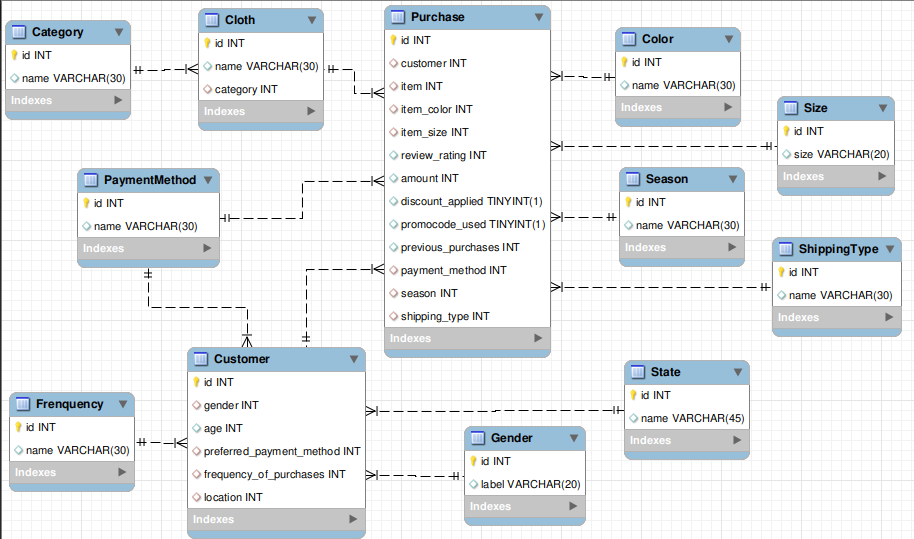 Category
id INT
name VARCHAR(30)
Indexes
Cloth
id INT
name VARCHAR(30)
category INT
Indexes
Purchase
id INT
customer INT
item INT
item_color INT
item_size INT
review_rating INT
amount INT
discount_applied TINYINT(1)
promocode_used TINYINT(1)
previous_purchases INT
payment_method INT
season INT
shipping_type INT
Indexes
Color
id INT
name VARCHAR(30)
Indexes
Size
id INT
size VARCHAR(20)
Indexes
PaymentMethod
id INT
name VARCHAR(30)
Indexes
Season
id INT
name VARCHAR(30)
Indexes
ShippingType
id INT
name VARCHAR(30)
Indexes
Customer
id INT
gender INT
age INT
preferred_payment_method INT
frequency_of_purchases INT
location INT
Indexes
Frenquency
id INT
name VARCHAR(30)
Indexes
State
id INT
name VARCHAR(45)
Indexes
Gender
id INT
label VARCHAR(20)
Indexes